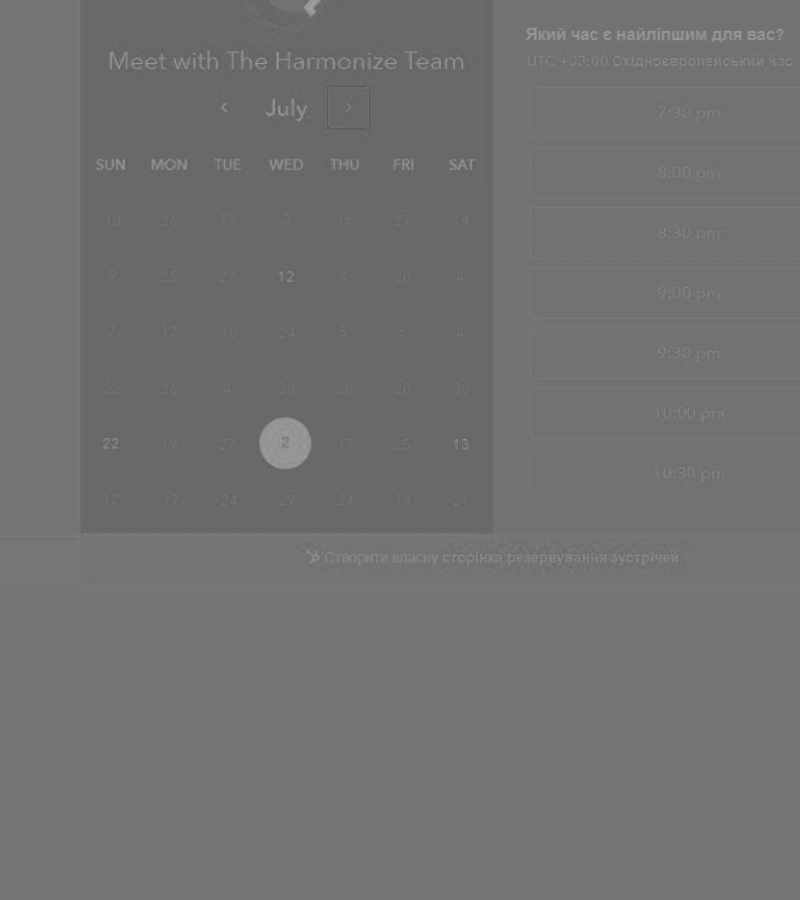 Meet with The Harmonize Team
July
SUN MON TUE WED THU FRI SAT
10 26 13 2 16 27 14
9 25 27 12 4 28 4
7 12 10 24 5 6 4
22 26 4 30 28 28 30
22 19 27 2 17 25 13
12 17 24 29 24 14 21
Який час є найліпшим для вас?
UTC +03:00 Східноєвропейський час
7:30 pm
8:00 pm
8:30 pm
9:00 pm
9:30 pm
10:00 pm
10:30 pm
Створити власну сторінка резервування зустрічей